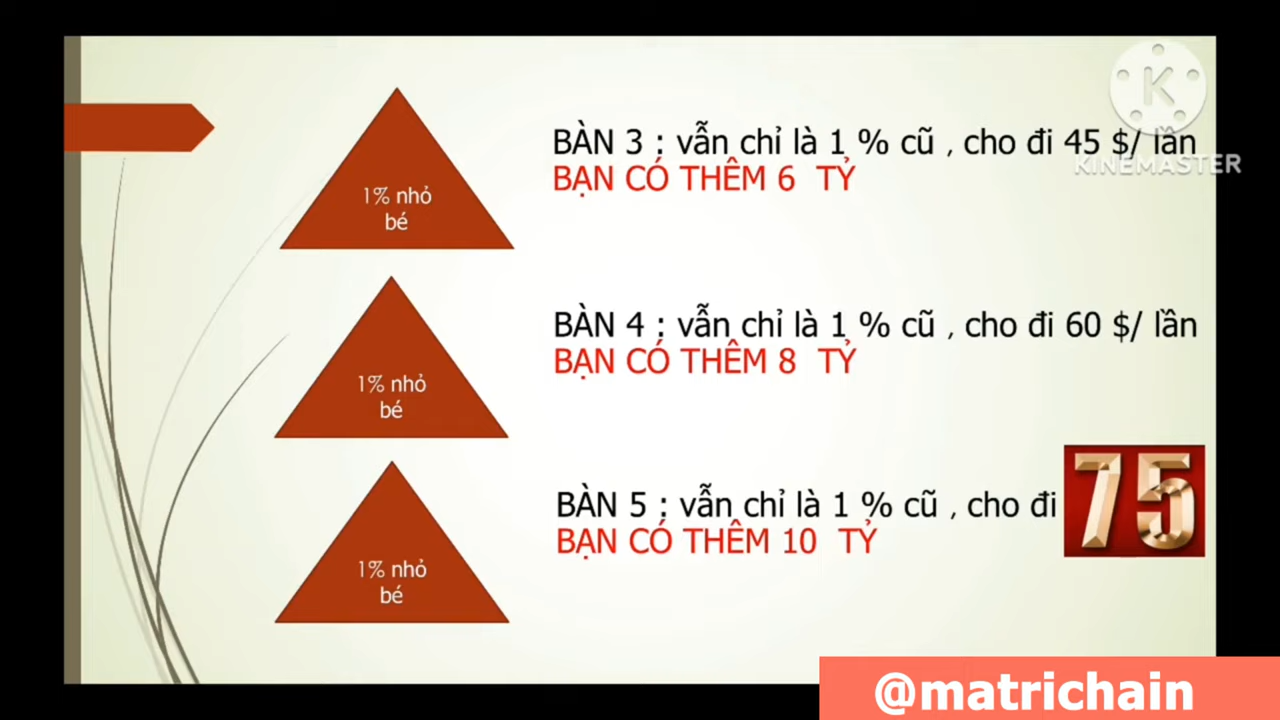 BÀN 3 : vẫn chỉ là 1 % cũ , cho đi 45 $/ lần
BẠN CÓ THÊM 6 TỶ
1% nhỏ
bé
K
KINEMASTER
BÀN 4 : vẫn chỉ là 1 % cũ , cho đi 60 $/ lần
BẠN CÓ THÊM 8 TỶ
1% nhỏ
bé
BÀN 5 : vẫn chỉ là 1 % cũ , cho đi 75
BẠN CÓ THÊM 10 TỶ
1% nhỏ
bé
@matrichain